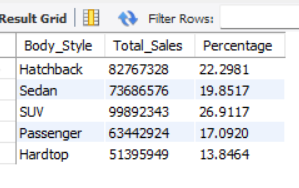 Result Grid Filter Rows:
Body_Style Total_Sales Percentage
Hatchback 82767328 22.2981
Sedan 73686576 19.8517
SUV 99892343 26.9117
Passenger 63442924 17.0920
Hardtop 51395949 13.8464